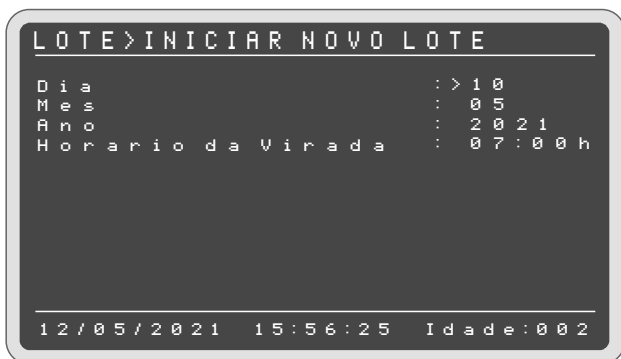 LOTE>INICIAR NOVO LOTE
Dia :>10
Mes : 05
Ano : 2021
Horario da Virada : 07:00h
12/05/2021 15:56:25 Idade:002